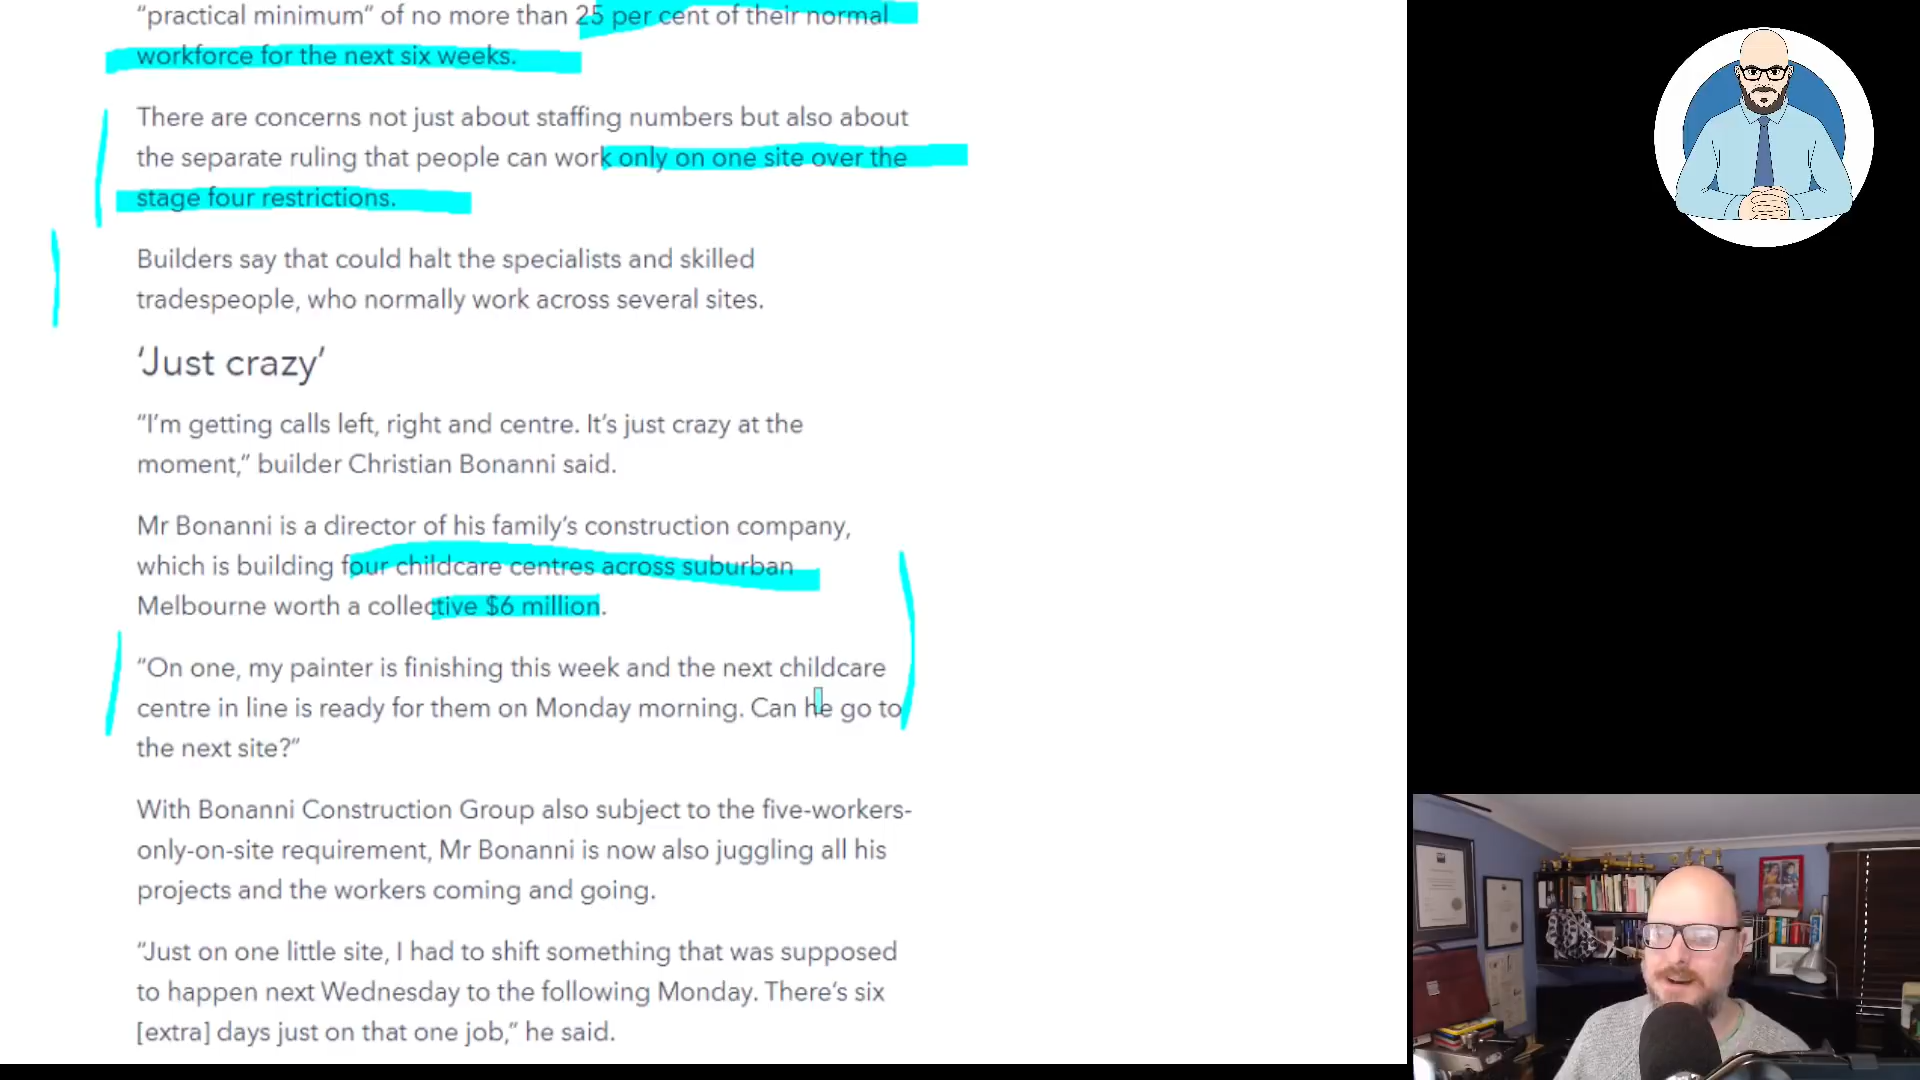 “practical minimum” of no more than 25 per cent of their normal
workforce for the next six weeks.
There are concerns not just about staffing numbers but also about
the separate ruling that people can work only on one site over the
stage four restrictions.
Builders say that could halt the specialists and skilled
tradespeople, who normally work across several sites.
‘Just crazy’
“I’m getting calls left, right and centre. It’s just crazy at the
moment,” builder Christian Bonanni said.
Mr Bonanni is a director of his family’s construction company,
which is building four childcare centres across suburban
Melbourne worth a collective $6 million.
“On one, my painter is finishing this week and the next childcare
centre in line is ready for them on Monday morning. Can he go to
the next site?”
With Bonanni Construction Group also subject to the five-workers-
only-on-site requirement, Mr Bonanni is now also juggling all his
projects and the workers coming and going.
“Just on one little site, I had to shift something that was supposed
to happen next Wednesday to the following Monday. There’s six
[extra] days just on that one job,” he said.